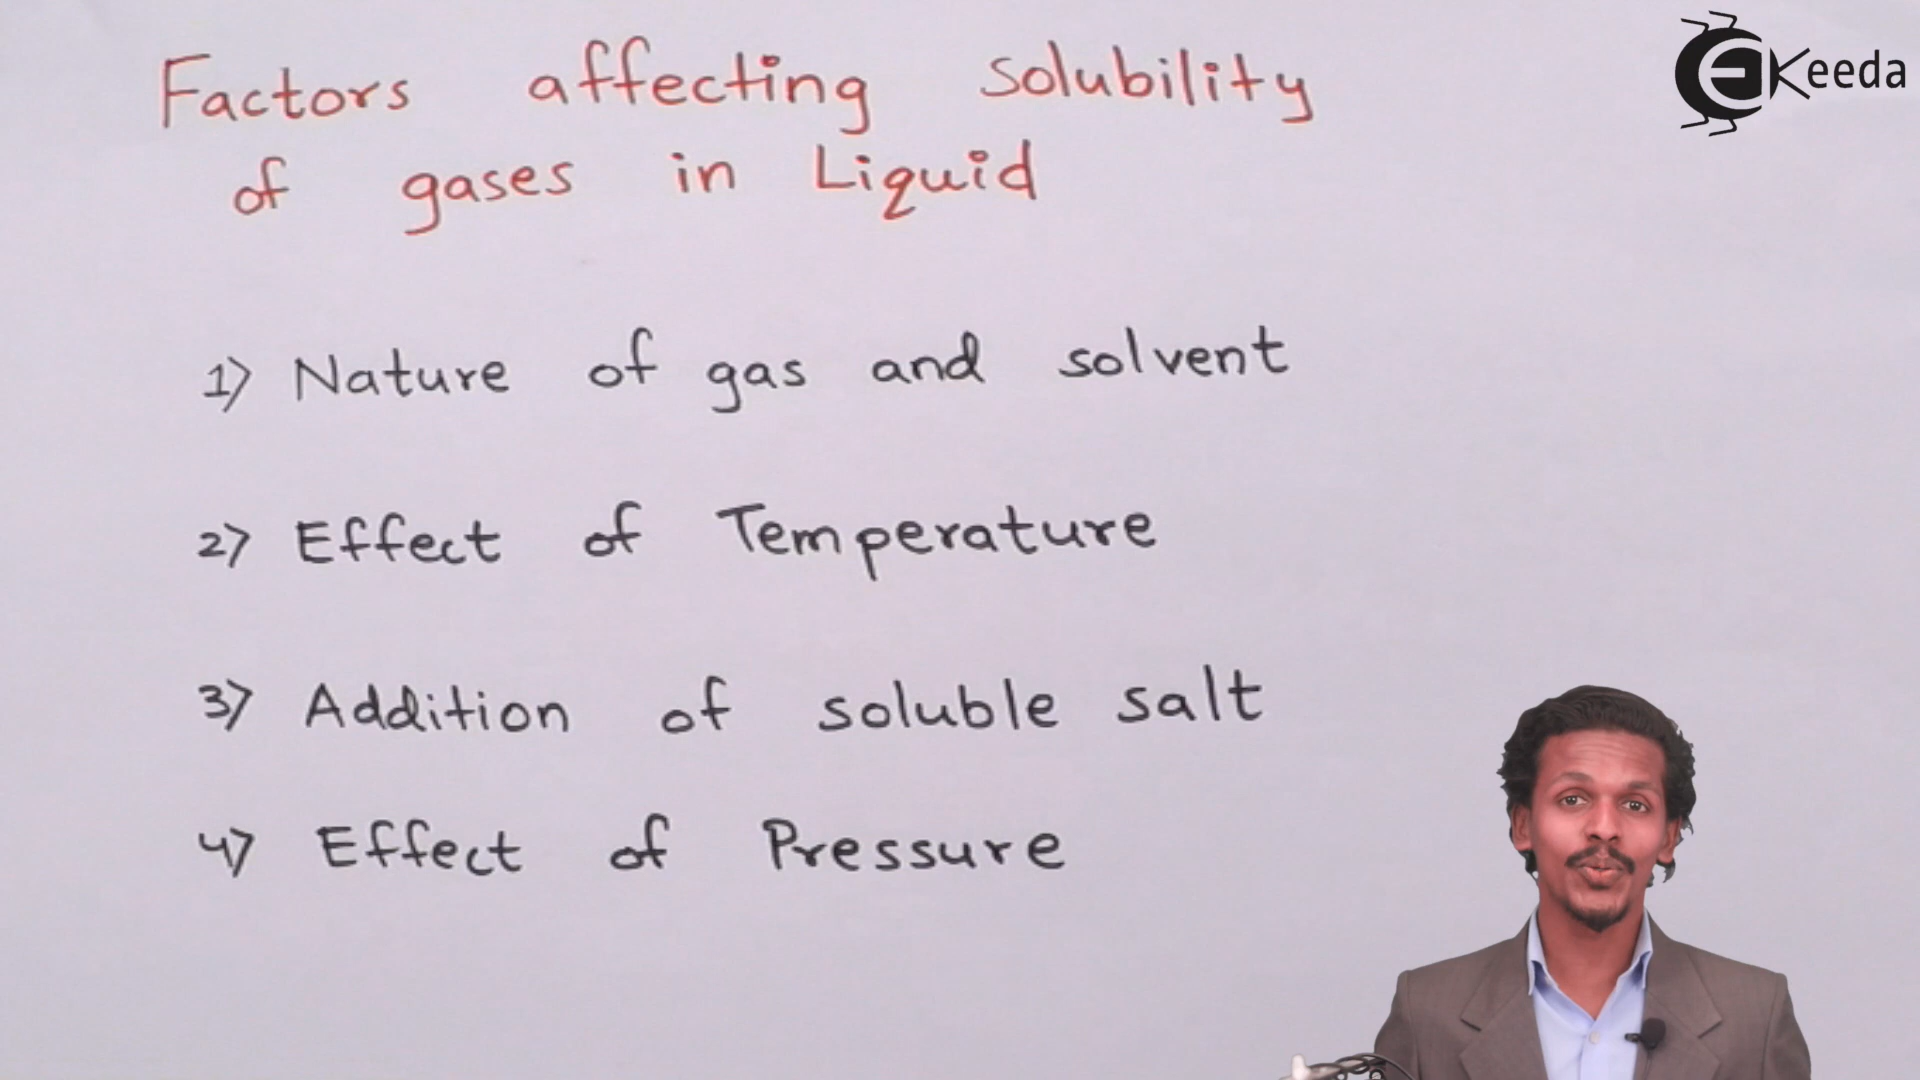 Factors affecting solubility
of gases in Liquid
1) Nature of gas and solvent
2) Effect of Temperature
3) Addition of soluble salt
4) Effect of Pressure
EKeeda